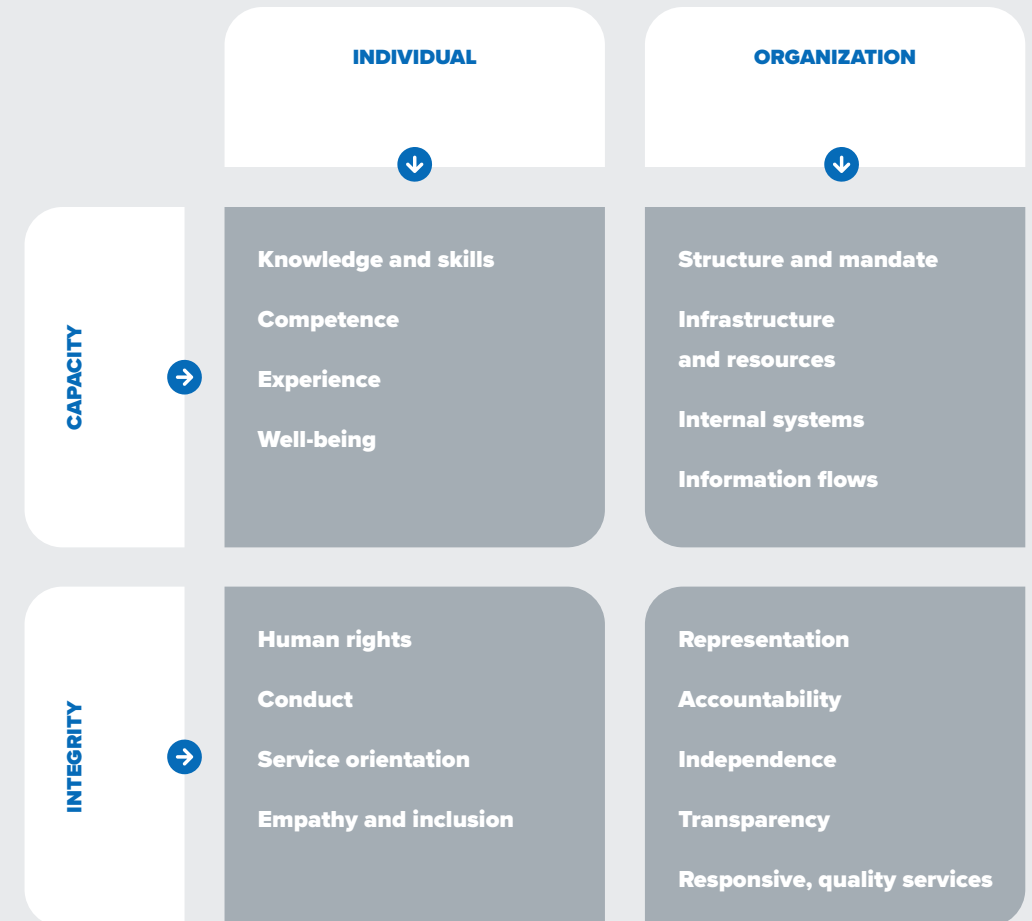 INDIVIDUAL
ORGANIZATION
CAPACITY
Knowledge and skills
Competence
Experience
Well-being
Structure and mandate
Infrastructure
and resources
Internal systems
Information flows
INTEGRITY
Human rights
Conduct
Service orientation
Empathy and inclusion
Representation
Accountability
Independence
Transparency
Responsive, quality services